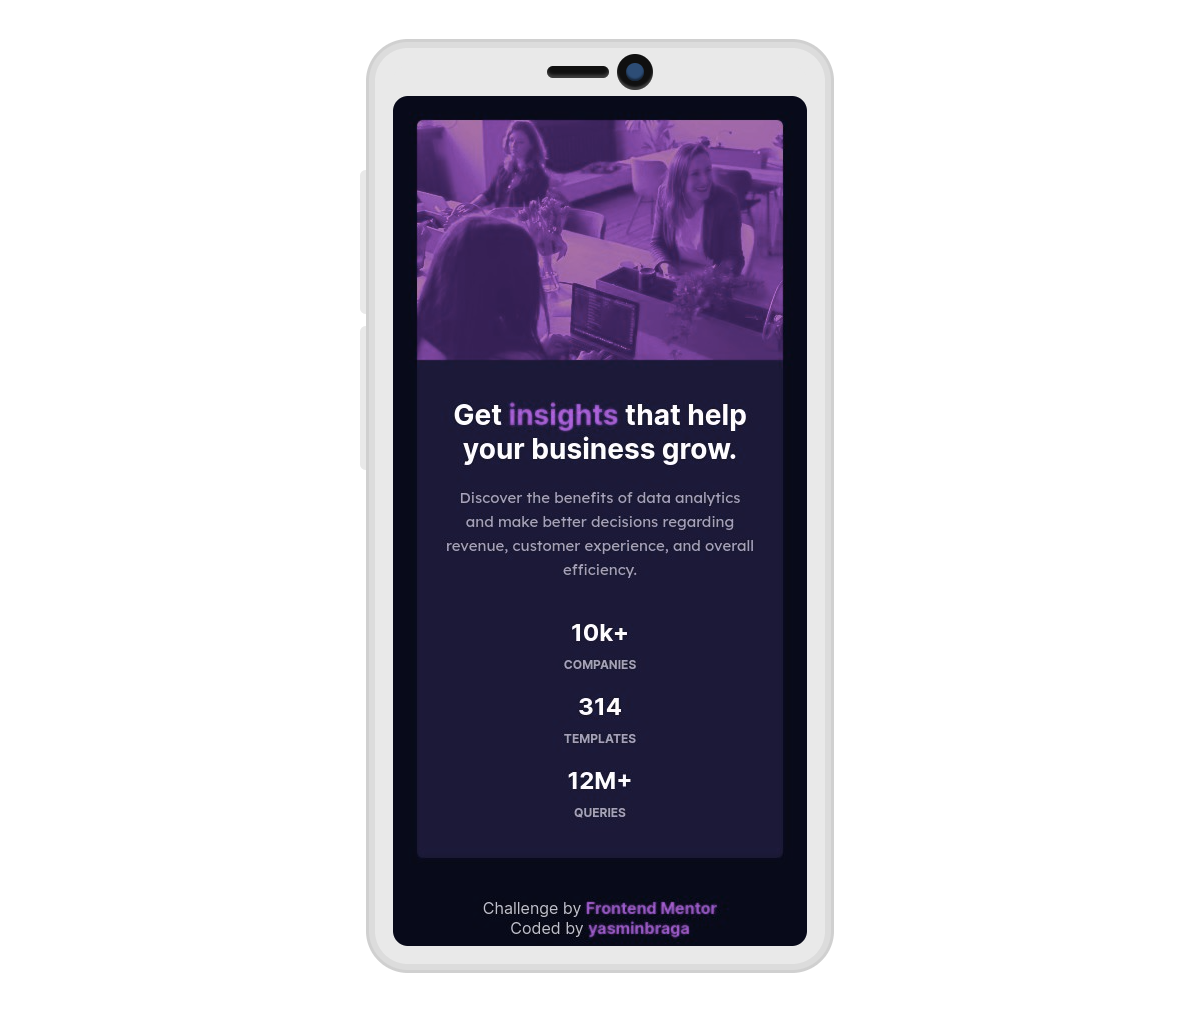 Get insights that help
your business grow.
Discover the benefits of data analytics
and make better decisions regarding
revenue, customer experience, and overall
efficiency.
10k+
COMPANIES
314
TEMPLATES
12M+
QUERIES
Challenge by Frontend Mentor
Coded by yasminbraga